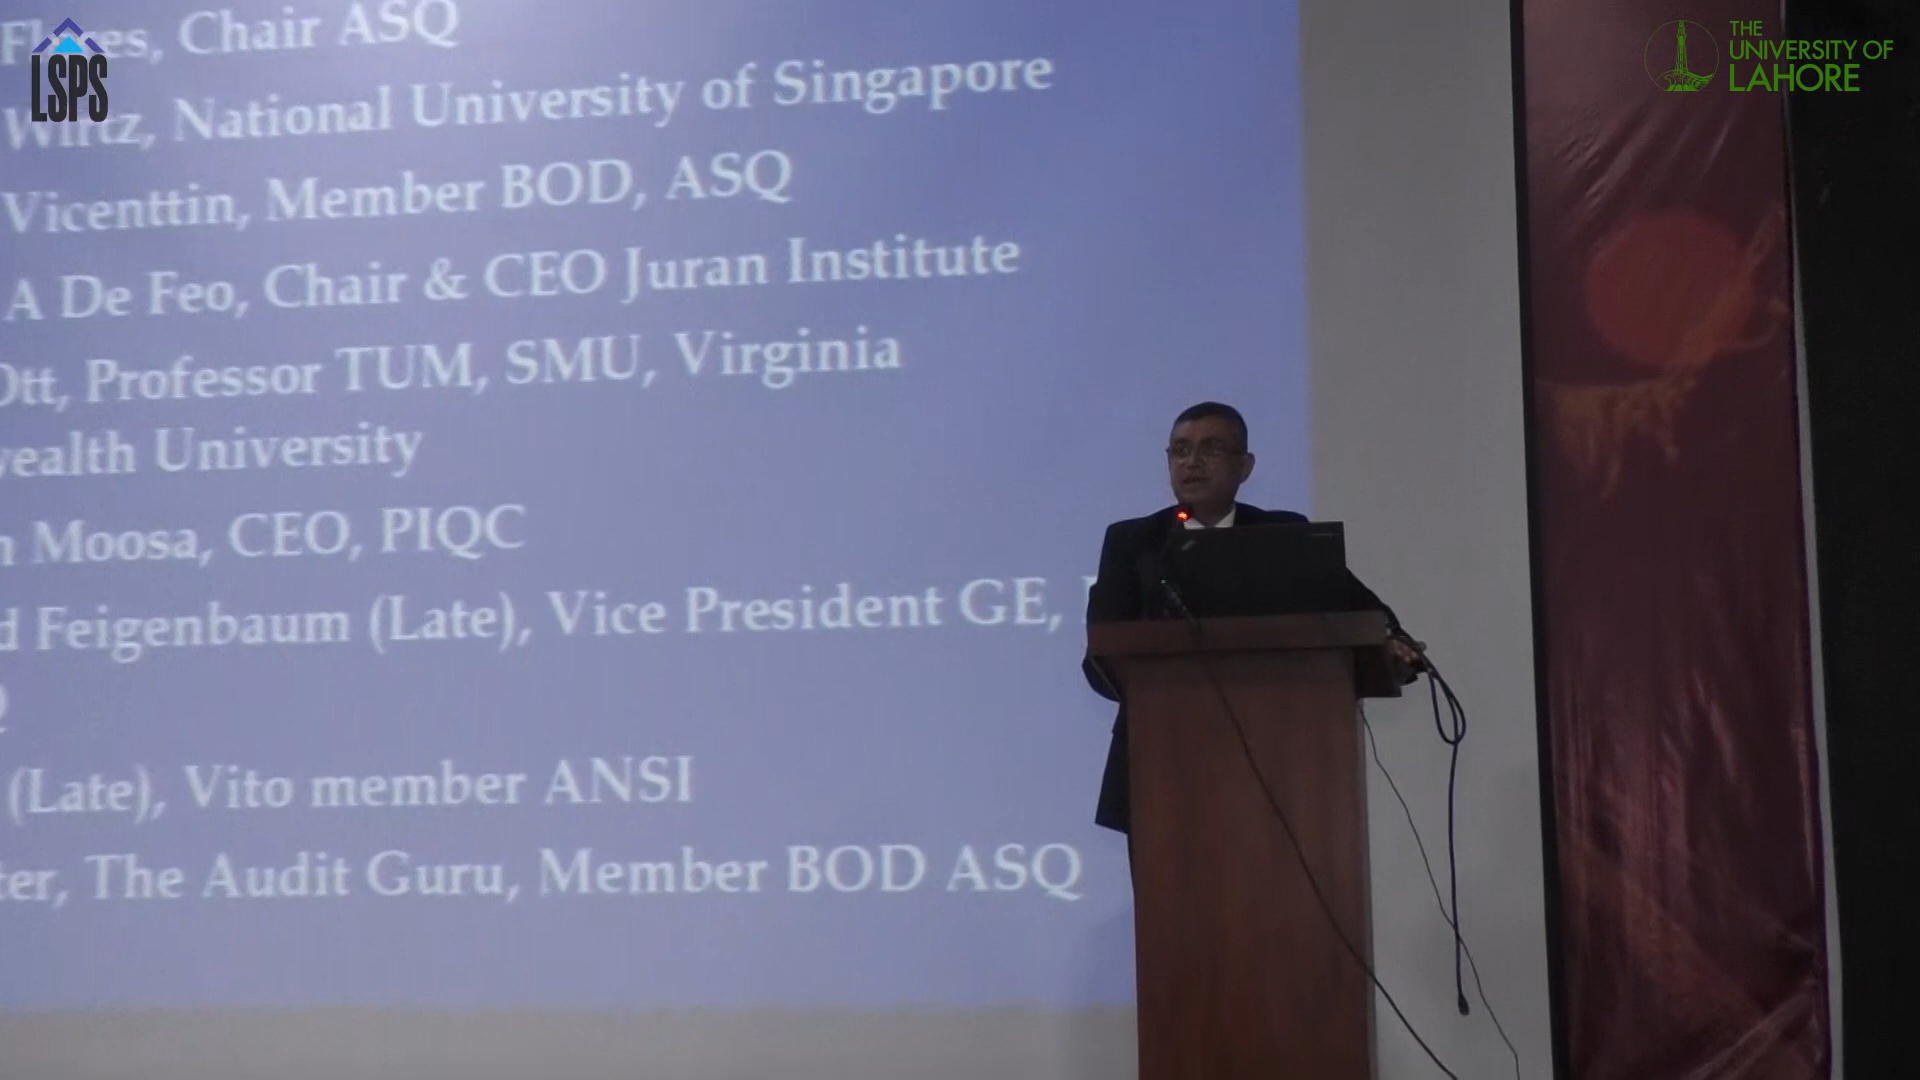 LSPS
THE
UNIVERSITY OF
LAHORE
Flores, Chair ASQ
Wirtz, National University of Singapore
Vicenttin, Member BOD, ASQ
A De Feo, Chair & CEO Juran Institute
Ott, Professor TUM, SMU, Virginia
wealth University
n Moosa, CEO, PIQC
d Feigenbaum (Late), Vice President GE,
(Late), Vito member ANSI
ter, The Audit Guru, Member BOD ASQ